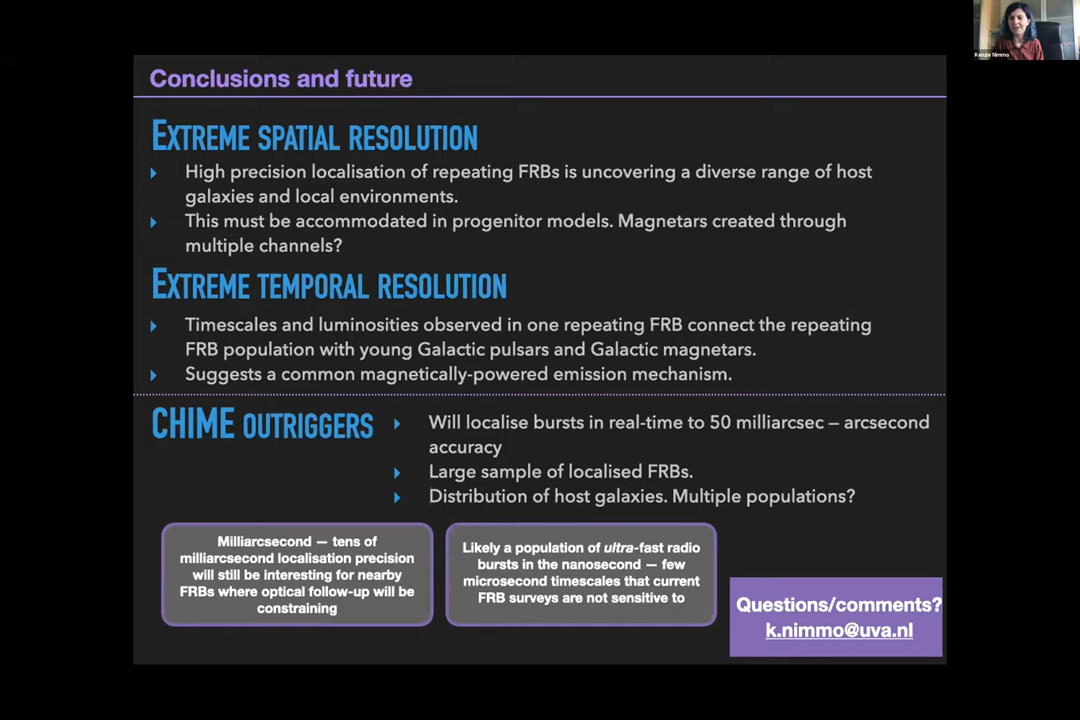 Kenzie Nimmo
Conclusions and future
EXTREME SPATIAL RESOLUTION
High precision localisation of repeating FRBs is uncovering a diverse range of host
galaxies and local environments.
This must be accommodated in progenitor models. Magnetars created through
multiple channels?
EXTREME TEMPORAL RESOLUTION
Timescales and luminosities observed in one repeating FRB connect the repeating
FRB population with young Galactic pulsars and Galactic magnetars.
Suggests a common magnetically-powered emission mechanism.
CHIME OUTRIGGERS
Will localise bursts in real-time to 50 milliarcsec – arcsecond
accuracy
Large sample of localised FRBs.
Distribution of host galaxies. Multiple populations?
Milliarcsecond — tens of
milliarcsecond localisation precision
will still be interesting for nearby
FRBs where optical follow-up will be
constraining
Likely a population of ultra-fast radio
bursts in the nanosecond — few
microsecond timescales that current
FRB surveys are not sensitive to
Questions/comments?
k.nimmo@uva.nl